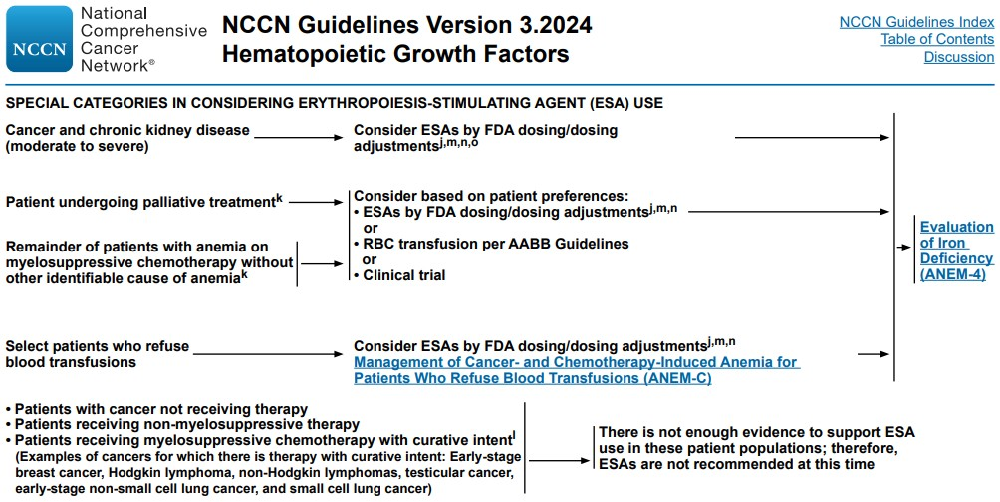 National
Comprehensive
NCCN Cancer
Network®
NCCN Guidelines Version 3.2024
Hematopoietic Growth Factors
NCCN Guidelines Index
Table of Contents
Discussion
SPECIAL CATEGORIES IN CONSIDERING ERYTHROPOIESIS-STIMULATING AGENT (ESA) USE
Cancer and chronic kidney disease
(moderate to severe)
Consider ESAs by FDA dosing/dosing
adjustmentsj,m,n,o
Patient undergoing palliative treatmentk
Remainder of patients with anemia on
myelosuppressive chemotherapy without
other identifiable cause of anemiak
Consider based on patient preferences:
• ESAs by FDA dosing/dosing adjustmentsj,m,n
or
• RBC transfusion per AABB Guidelines
or
• Clinical trial
Evaluation
of Iron
Deficiency
(ANEM-4)
Select patients who refuse
blood transfusions
Consider ESAs by FDA dosing/dosing adjustmentsj,m,n
Management of Cancer- and Chemotherapy-Induced Anemia for
Patients Who Refuse Blood Transfusions (ANEM-C)
• Patients with cancer not receiving therapy
• Patients receiving non-myelosuppressive therapy
• Patients receiving myelosuppressive chemotherapy with curative intentl
(Examples of cancers for which there is therapy with curative intent: Early-stage
breast cancer, Hodgkin lymphoma, non-Hodgkin lymphomas, testicular cancer,
early-stage non-small cell lung cancer, and small cell lung cancer)
There is not enough evidence to support ESA
use in these patient populations; therefore,
ESAs are not recommended at this time